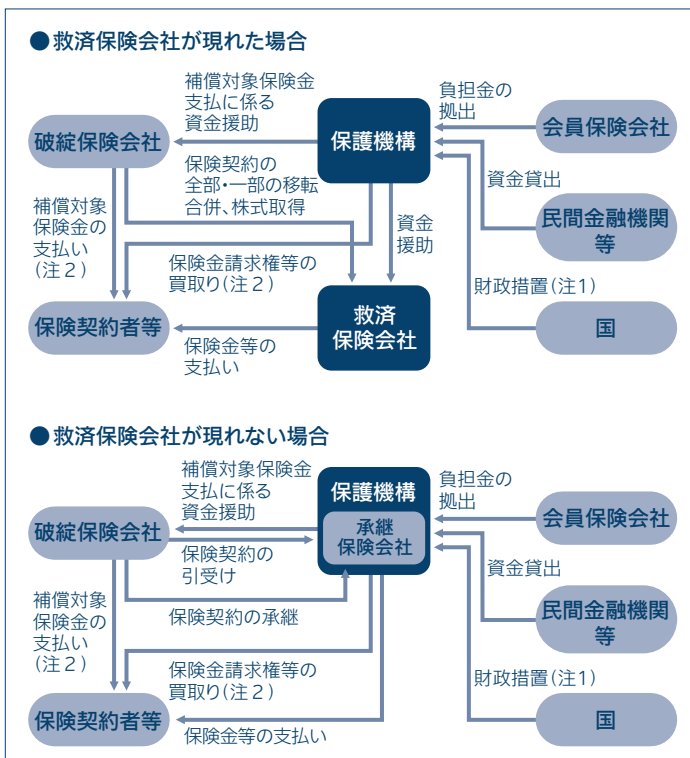 ●救済保険会社が現れた場合
補償対象保険金
支払に係る
資金援助
負担金の
拠出
破綻保険会社
保護機構
会員保険会社
保険契約の
全部・一部の移転
合併、株式取得
資金貸出
補償対象
保険金の
支払い
(注2)
資金
援助
民間金融機関
等
保険金請求権等の
買取り(注2)
財政措置(注1)
保険契約者等
救済
保険会社
国
保険金等の
支払い
●救済保険会社が現れない場合
補償対象保険金
支払に係る
資金援助
負担金の
拠出
破綻保険会社
保護機構
承継
保険会社
会員保険会社
保険契約の
引受け
資金貸出
補償対象
保険金の
支払い
(注2)
保険契約の承継
民間金融機関
等
保険金請求権等の
買取り(注2)
財政措置(注1)
保険契約者等
保険金等の支払い
国